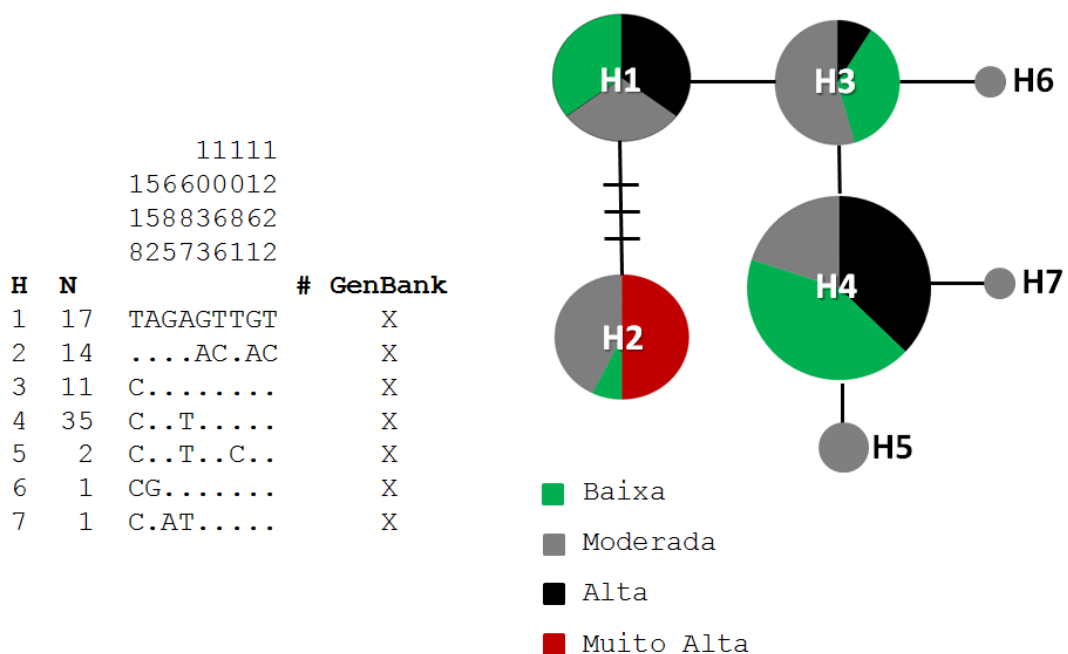 11111
156600012
158836862
825736112
H N # GenBank
1 17 TAGAGTTGT X
2 14 ....AC.AC X
3 11 C........ X
4 35 C..T..... X
5 2 C..T..C.. X
6 1 CG....... X
7 1 C.AT..... X
H1
H3
H6
H4
H7
H2
H5
Baixa
Moderada
Alta
Muito Alta